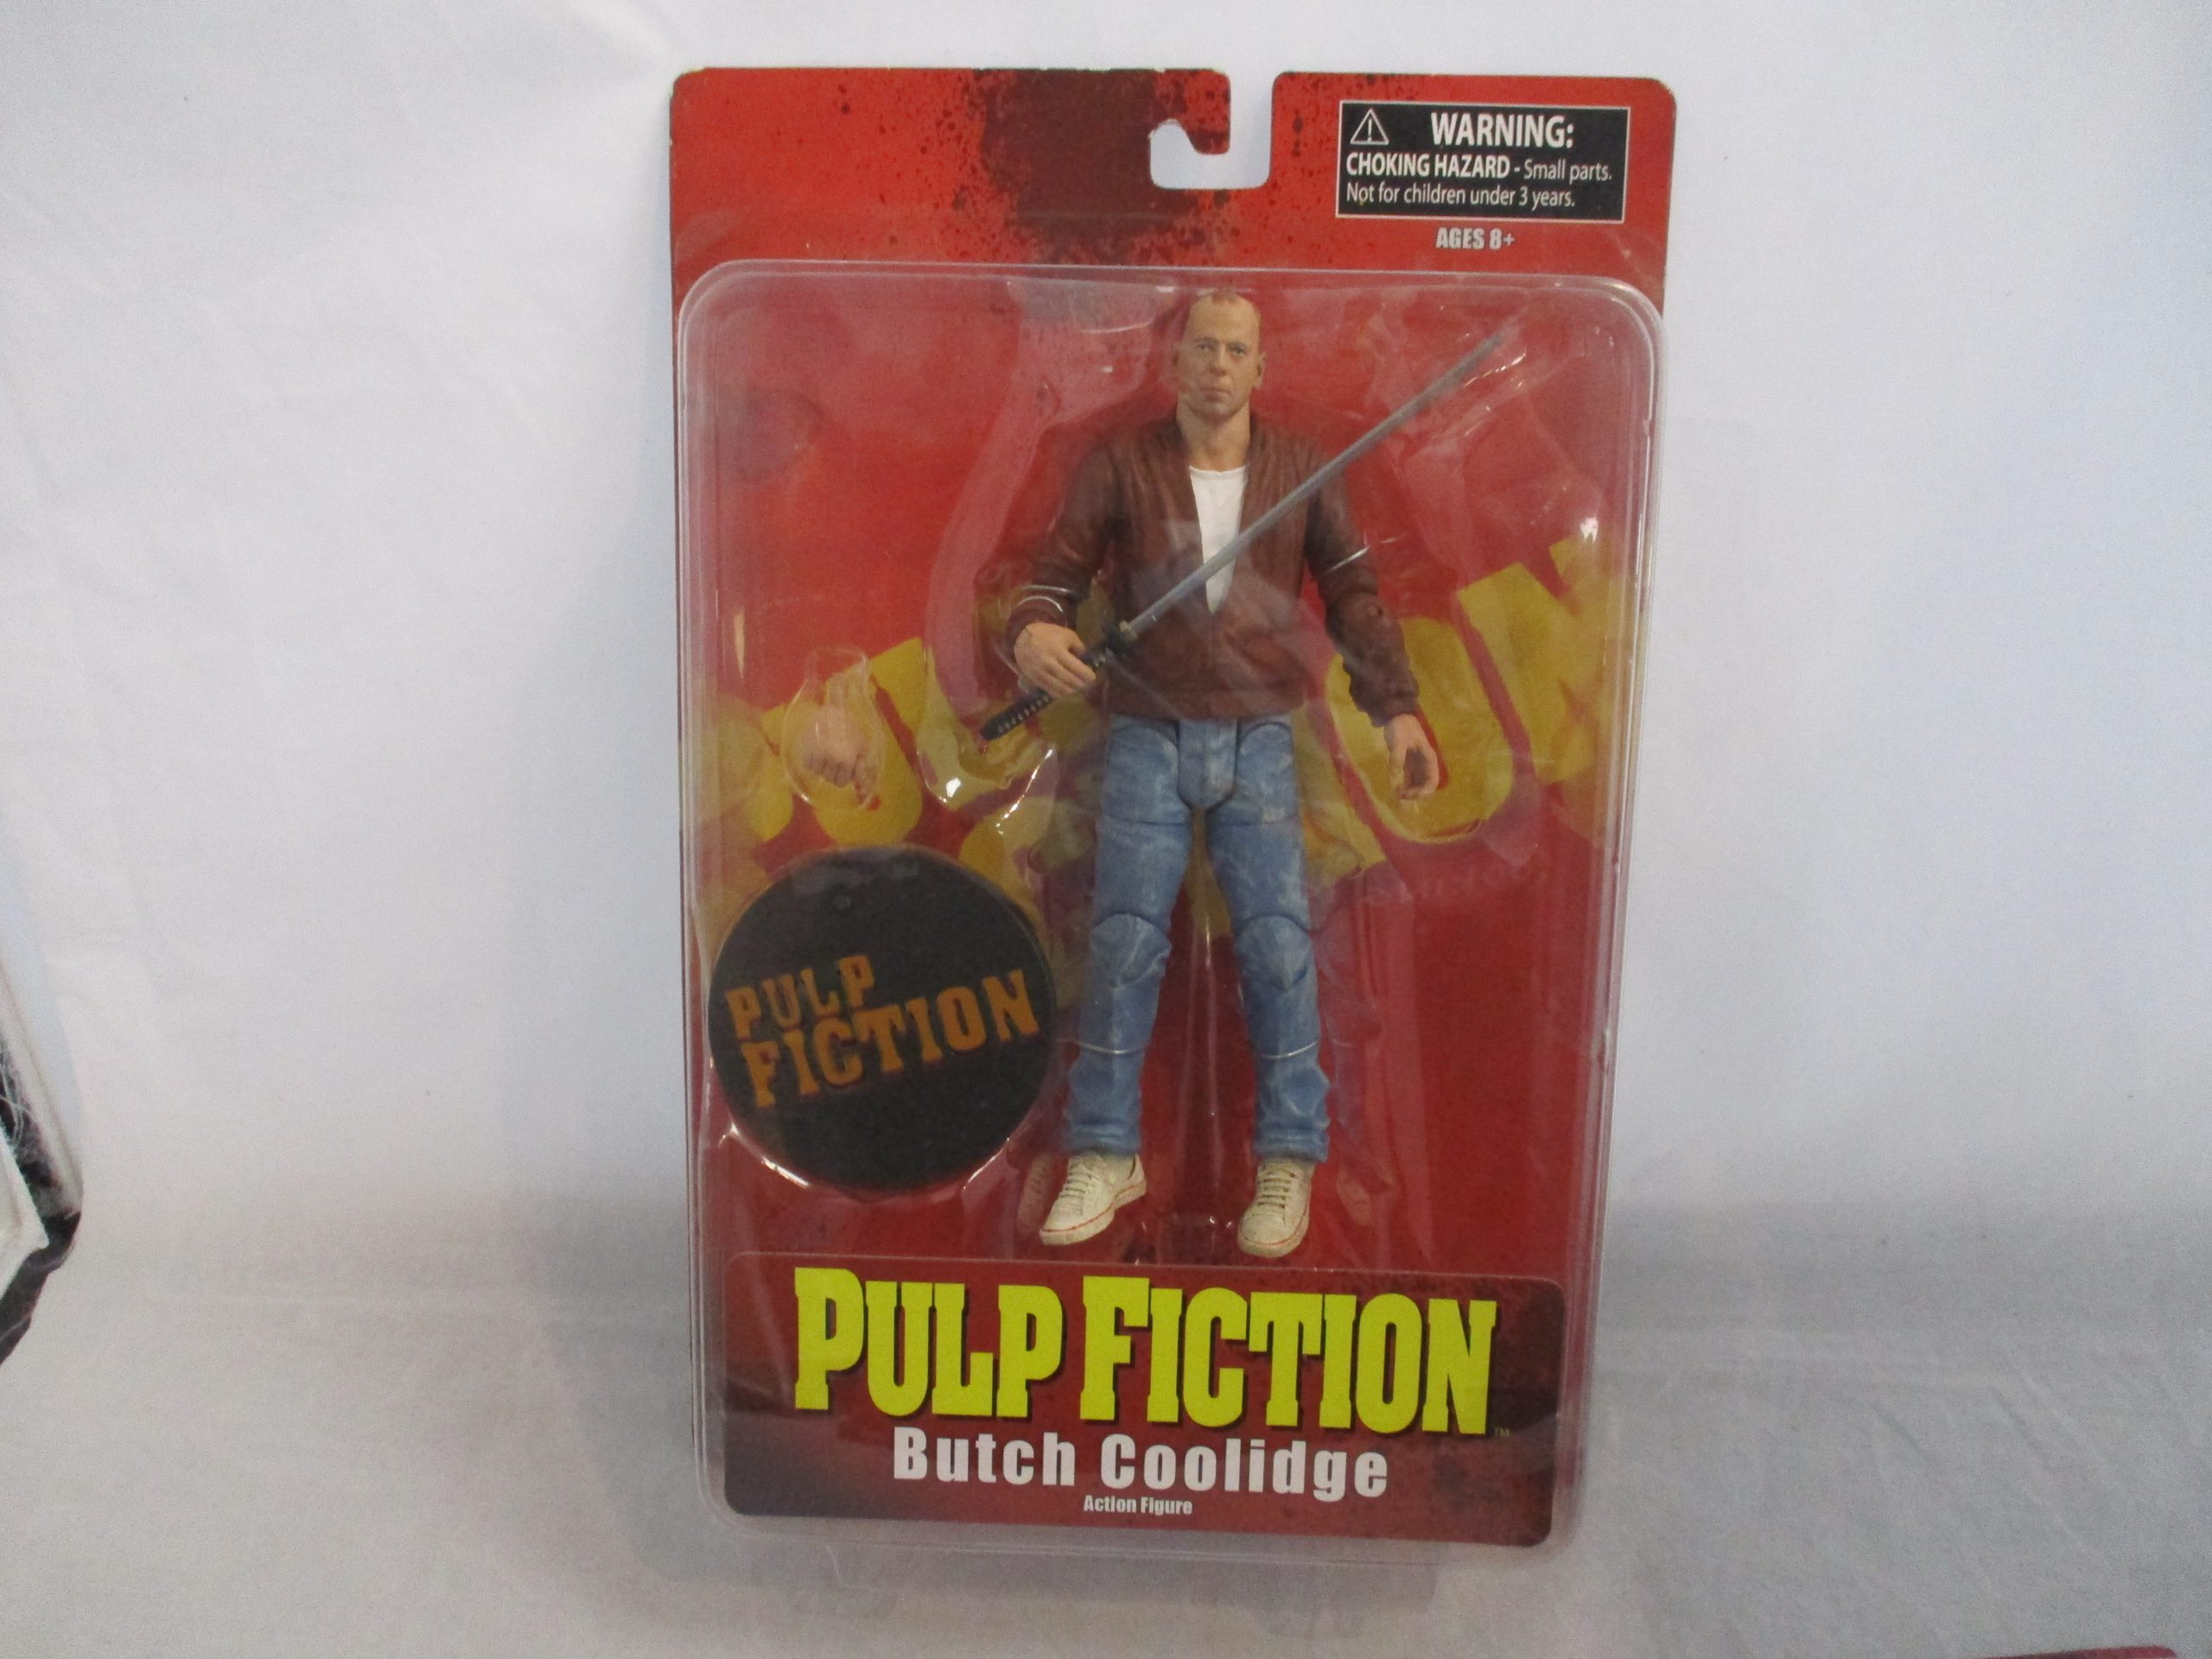 WARNING:
CHOKING HAZARD - Small parts.
Not for children under 3 years.
AGES 8+
PULP
FICTION
PULP FICTION™
Butch Coolidge
Action Figure